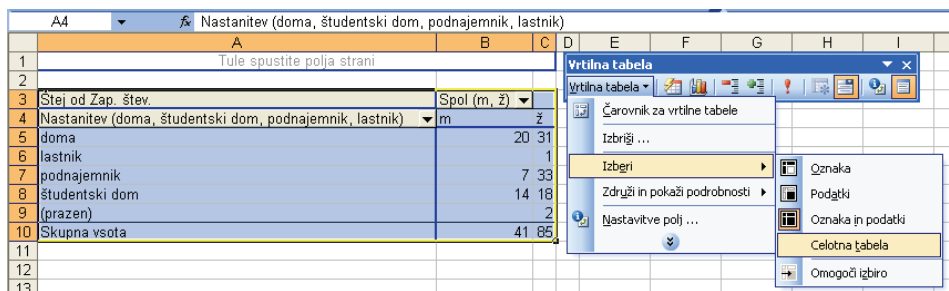 A4 fx Nastanitev (doma, študentski dom, podnajemnik, lastnik)
A B C D E F G H I
1 Tule spustite polja strani
2
3 Štej od Zap. štev. Spol (m, ž)
4 Nastanitev (doma, študentski dom, podnajemnik, lastnik) m ž
5 doma 20 31
6 lastnik 1
7 podnajemnik 7 33
8 študentski dom 14 18
9 (prazen) 2
10 Skupna vsota 41 85
11
12
13
Vrtilna tabela
Vrtilna tabela
Čarovnik za vrtilne tabele
Izbriši ...
Izberi
Združi in pokaži podrobnosti
Nastavitve polj ...
Oznaka
Podatki
Oznaka in podatki
Celotna tabela
Omogoči izbiro